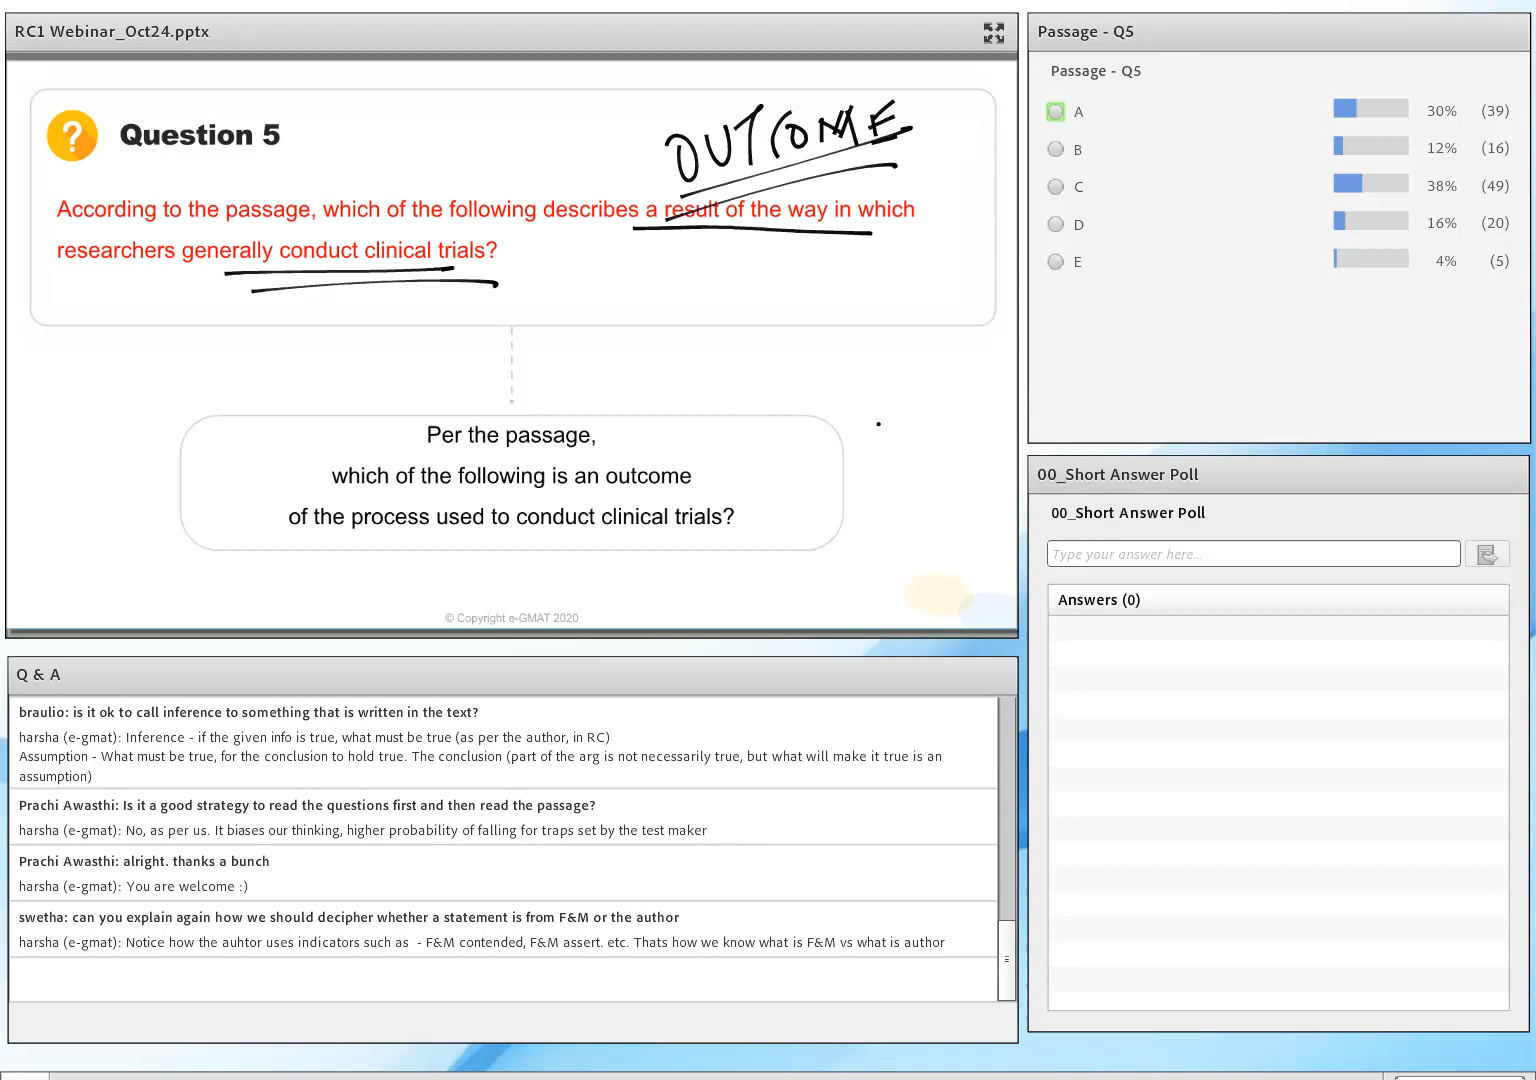 RC1 Webinar_Oct24.pptx
?
Question 5
OUTCOME
According to the passage, which of the following describes a result of the way in which
researchers generally conduct clinical trials?
Per the passage,
which of the following is an outcome
of the process used to conduct clinical trials?
© Copyright e-GMAT 2020
Passage - Q5
Passage - Q5
A 30% (39)
B 12% (16)
C 38% (49)
D 16% (20)
E 4% (5)
00_Short Answer Poll
00_Short Answer Poll
Type your answer here...
Answers (0)
Q & A
braulio: is it ok to call inference to something that is written in the text?
harsha (e-gmat): Inference - if the given info is true, what must be true (as per the author, in RC)
Assumption - What must be true, for the conclusion to hold true. The conclusion (part of the arg is not necessarily true, but what will make it true is an
assumption)
Prachi Awasthi: Is it a good strategy to read the questions first and then read the passage?
harsha (e-gmat): No, as per us. It biases our thinking, higher probability of falling for traps set by the test maker
Prachi Awasthi: alright. thanks a bunch
harsha (e-gmat): You are welcome :)
swetha: can you explain again how we should decipher whether a statement is from F&M or the author
harsha (e-gmat): Notice how the auhtor uses indicators such as - F&M contended, F&M assert. etc. Thats how we know what is F&M vs what is author